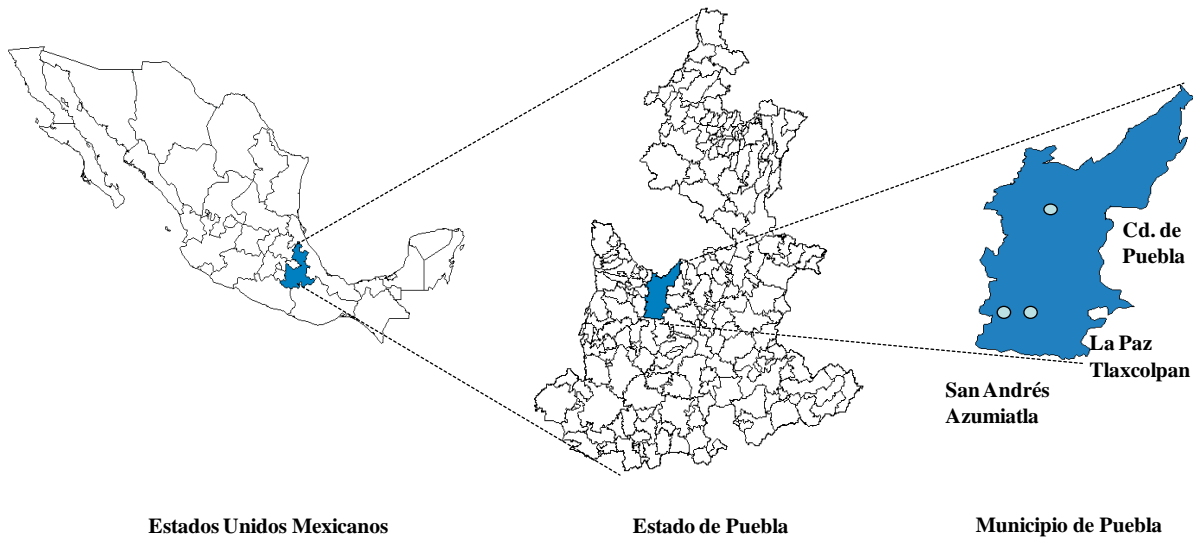 Cd. de
Puebla
La Paz
Tlaxcolpan
San Andrés
Azumiatla
Estados Unidos Mexicanos
Estado de Puebla
Municipio de Puebla